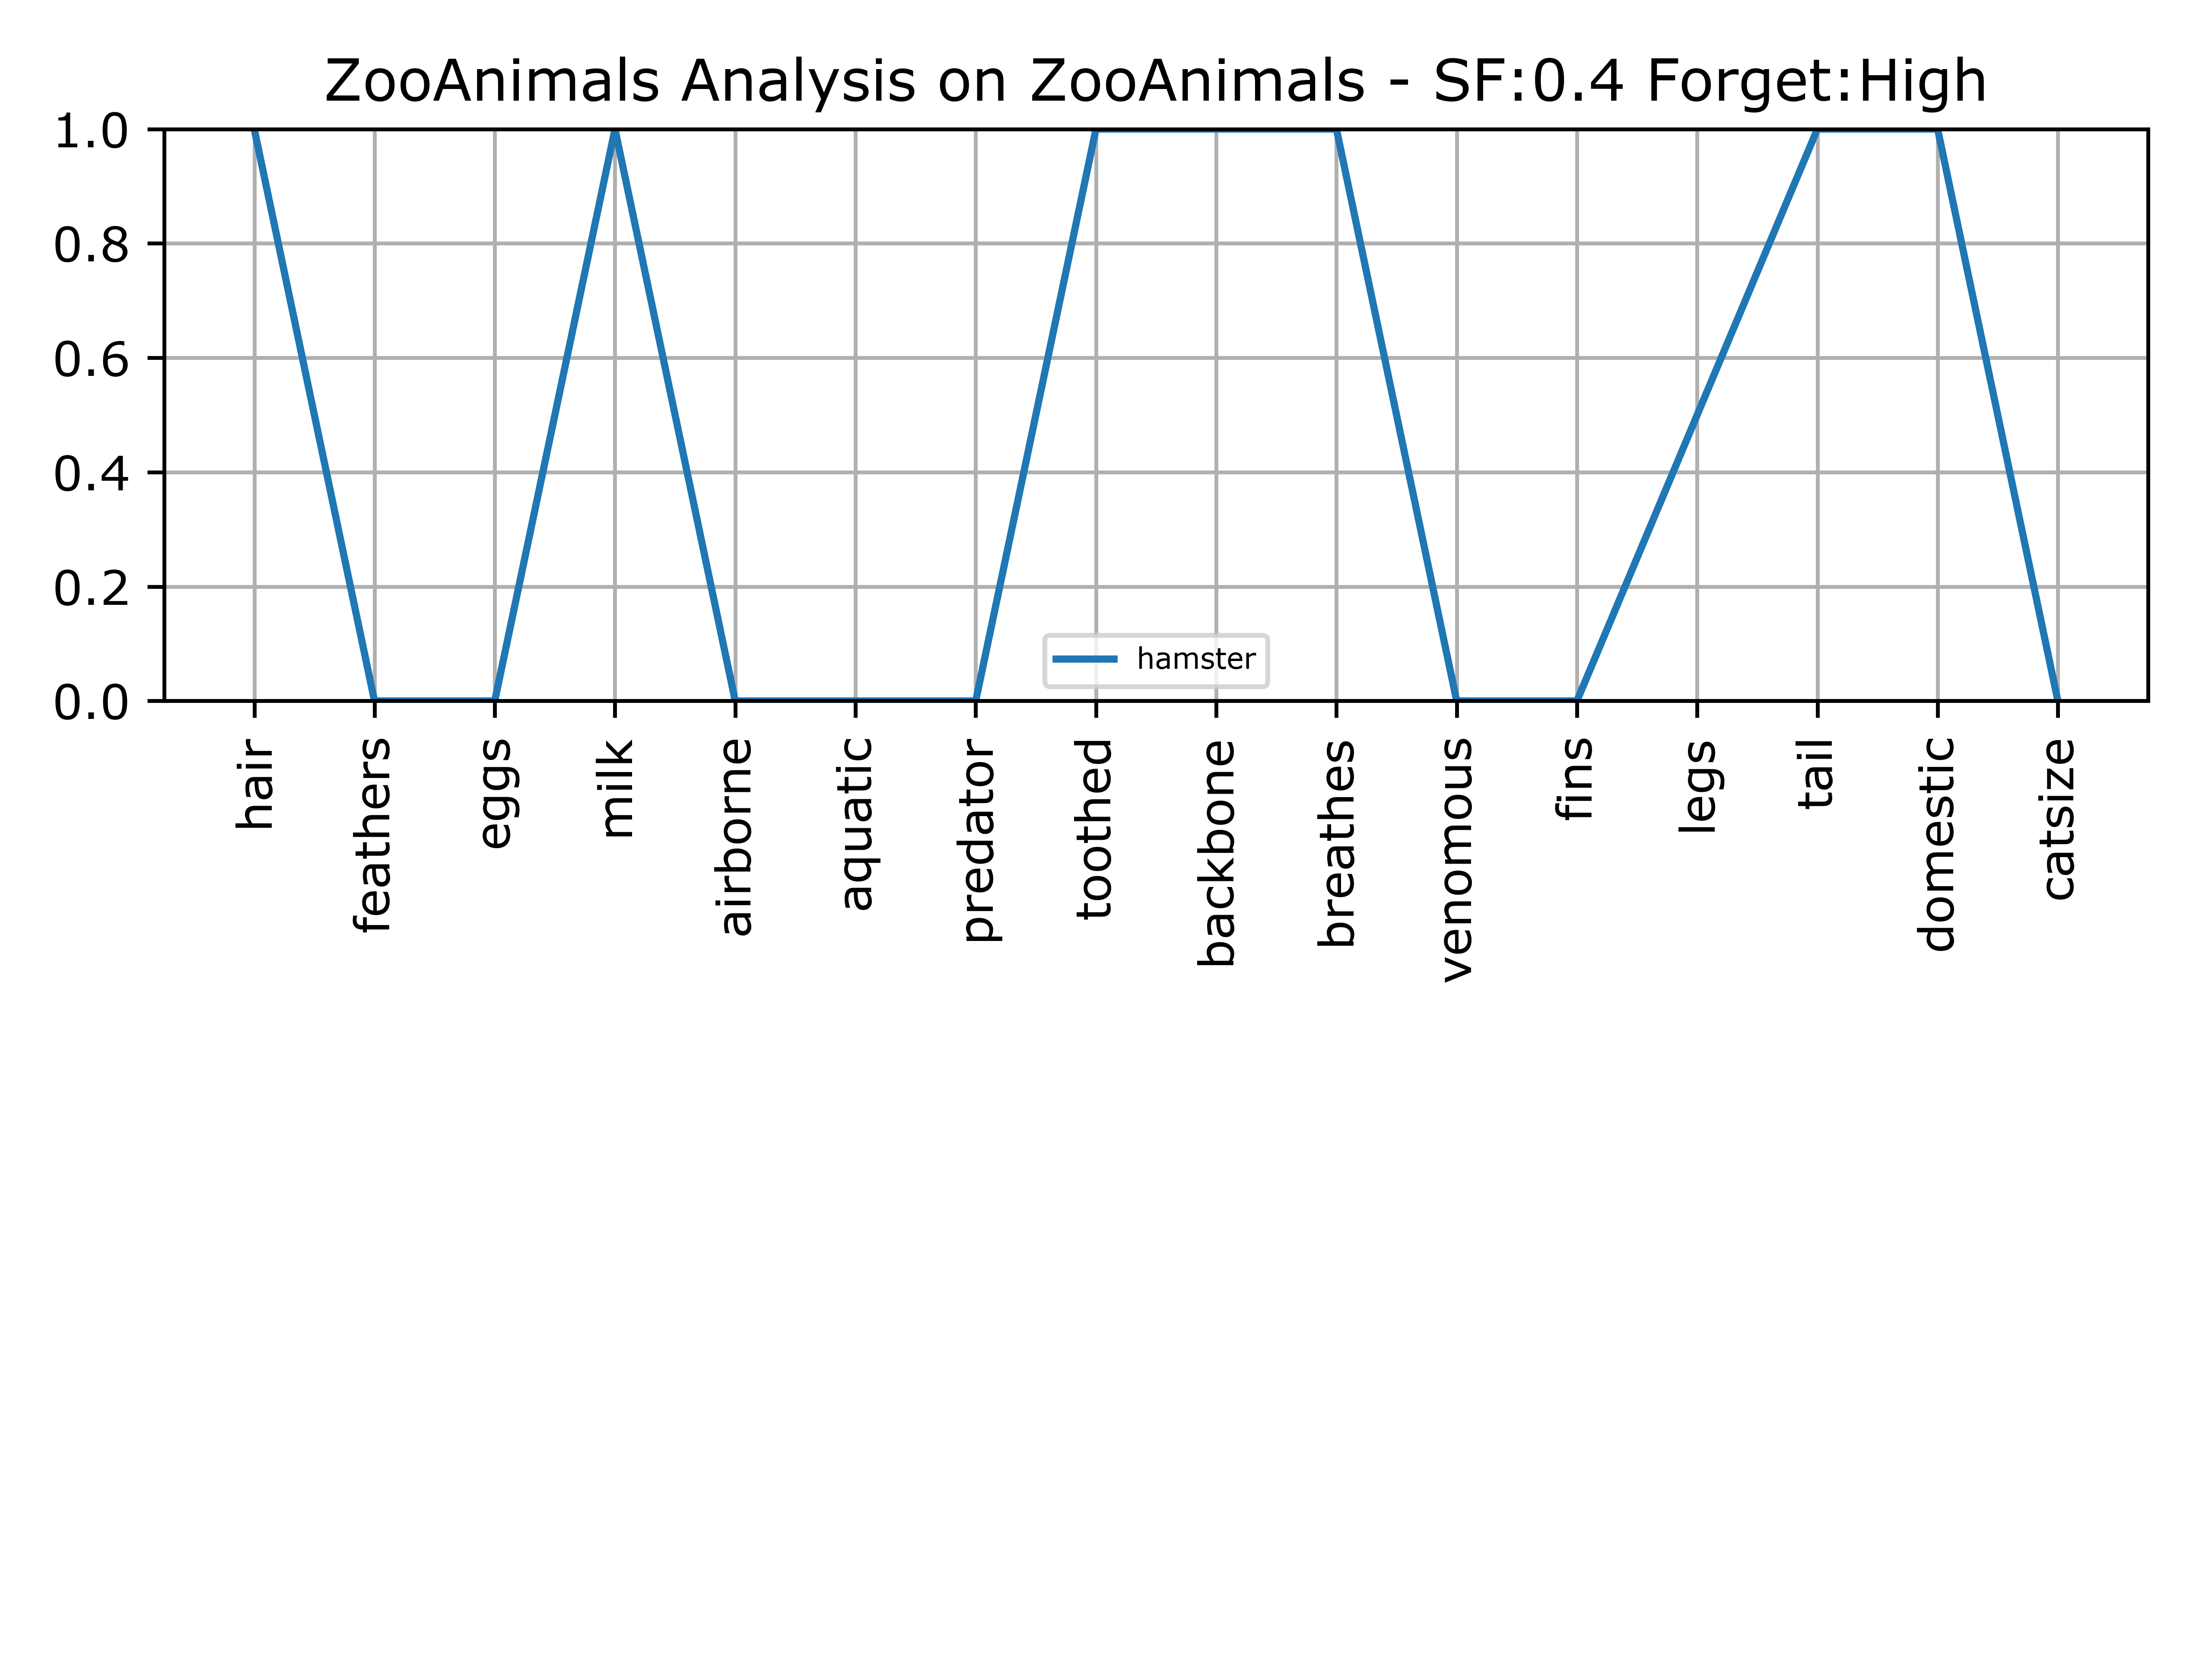 ZooAnimals Analysis on ZooAnimals - SF:0.4 Forget:High
1.0
0.8
0.6
0.4
0.2
0.0
hamster
hair
feathers
eggs
milk
airborne
aquatic
predator
toothed
backbone
breathes
venomous
fins
legs
tail
domestic
catsize